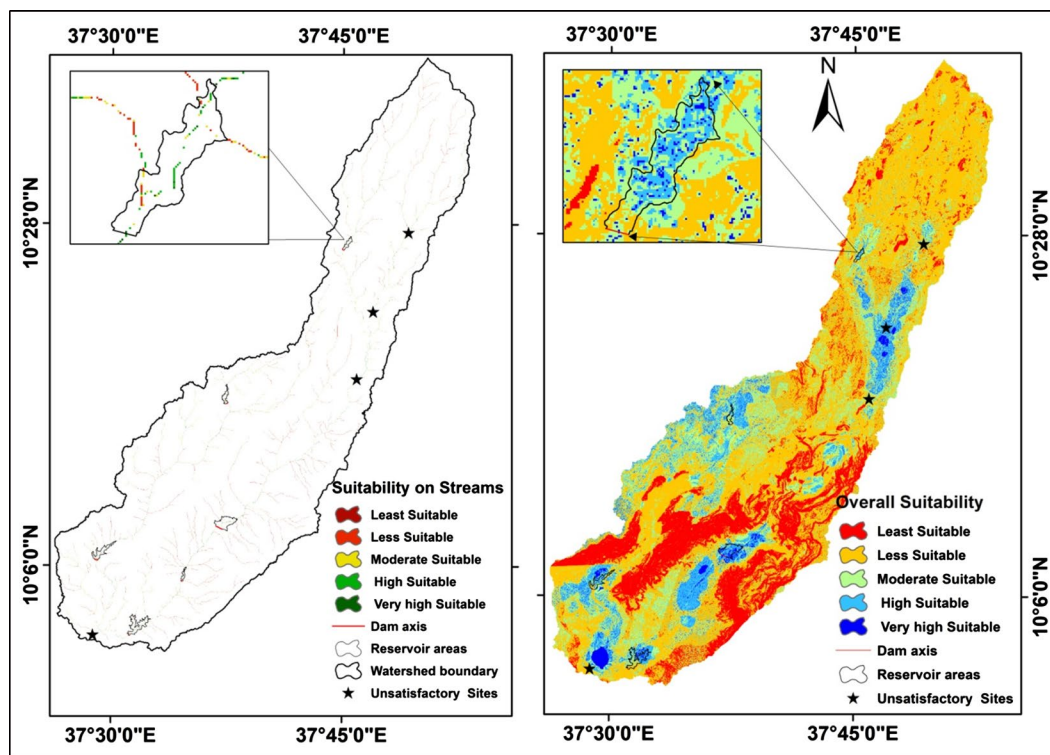 37°30'0"E 37°45'0"E
10°28'0"N
10°6'0"N
Suitability on Streams
Least Suitable
Less Suitable
Moderate Suitable
High Suitable
Very high Suitable
Dam axis
Reservoir areas
Watershed boundary
Unsatisfactory Sites
37°30'0"E 37°45'0"E
37°30'0"E 37°45'0"E
N
10°28'0"N
10°6'0"N
Overall Suitability
Least Suitable
Less Suitable
Moderate Suitable
High Suitable
Very high Suitable
Dam axis
Reservoir areas
Unsatisfactory Sites
37°30'0"E 37°45'0"E